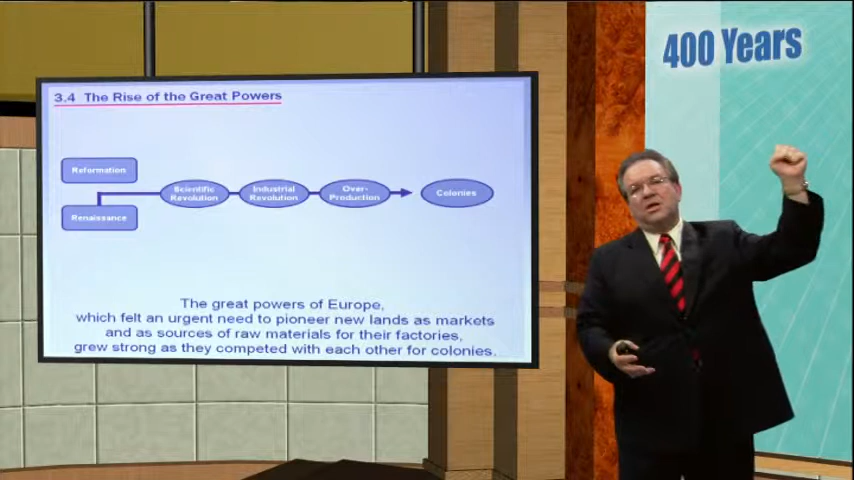 400 Years
3.4 The Rise of the Great Powers
Reformation
Renaissance
Scientific
Revolution
Industrial
Revolution
Over-
Production
Colonies
The great powers of Europe,
which felt an urgent need to pioneer new lands as markets
and as sources of raw materials for their factories,
grew strong as they competed with each other for colonies.